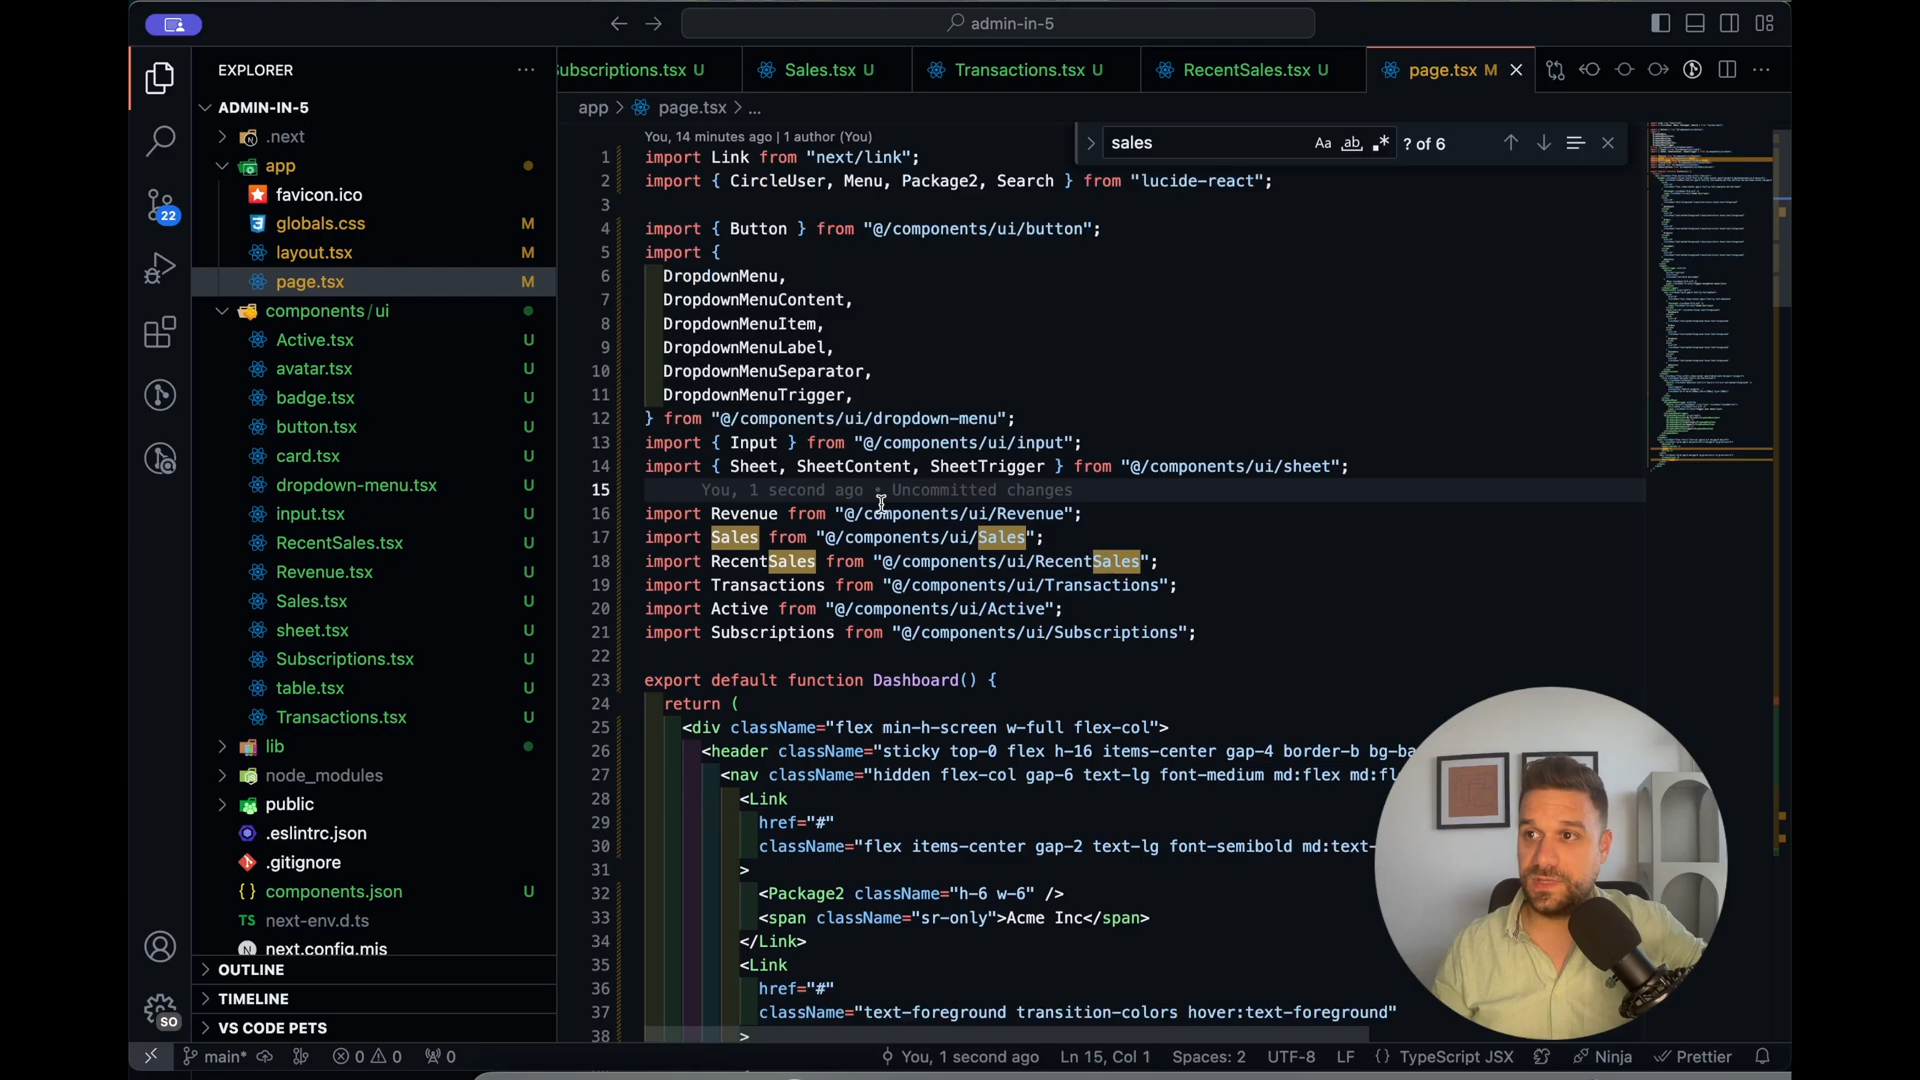 admin-in-5
EXPLORER
Subscriptions.tsx U
Sales.tsx U
Transactions.tsx U
RecentSales.tsx U
page.tsx M
ADMIN-IN-5
app > page.tsx > ...
.next
app
favicon.ico
globals.css M
layout.tsx M
page.tsx M
components/ui
Active.tsx U
avatar.tsx U
badge.tsx U
button.tsx U
card.tsx U
dropdown-menu.tsx U
input.tsx U
RecentSales.tsx U
Revenue.tsx U
Sales.tsx U
sheet.tsx U
Subscriptions.tsx U
table.tsx U
Transactions.tsx U
lib
node_modules
public
.eslintrc.json
.gitignore
components.json U
next-env.d.ts
next.config.mjs
OUTLINE
TIMELINE
VS CODE PETS
22
SO
sales
Aa ab .* ? of 6
You, 14 minutes ago | 1 author (You)
1 import Link from "next/link";
2 import { CircleUser, Menu, Package2, Search } from "lucide-react";
3
4 import { Button } from "@/components/ui/button";
5 import {
6 DropdownMenu,
7 DropdownMenuContent,
8 DropdownMenuItem,
9 DropdownMenuLabel,
10 DropdownMenuSeparator,
11 DropdownMenuTrigger,
12 } from "@/components/ui/dropdown-menu";
13 import { Input } from "@/components/ui/input";
14 import { Sheet, SheetContent, SheetTrigger } from "@/components/ui/sheet";
15 You, 1 second ago • Uncommitted changes
16 import Revenue from "@/components/ui/Revenue";
17 import Sales from "@/components/ui/Sales";
18 import RecentSales from "@/components/ui/RecentSales";
19 import Transactions from "@/components/ui/Transactions";
20 import Active from "@/components/ui/Active";
21 import Subscriptions from "@/components/ui/Subscriptions";
22
23 export default function Dashboard() {
24 return (
25 <div className="flex min-h-screen w-full flex-col">
26 <header className="sticky top-0 flex h-16 items-center gap-4 border-b bg-ba
27 <nav className="hidden flex-col gap-6 text-lg font-medium md:flex md:fl
28 <Link
29 href="#"
30 className="flex items-center gap-2 text-lg font-semibold md:text-
31 >
32 <Package2 className="h-6 w-6" />
33 <span className="sr-only">Acme Inc</span>
34 </Link>
35 <Link
36 href="#"
37 className="text-foreground transition-colors hover:text-foreground"
38 >
main* 0 0 0 You, 1 second ago Ln 15, Col 1 Spaces: 2 UTF-8 LF {} TypeScript JSX Ninja Prettier